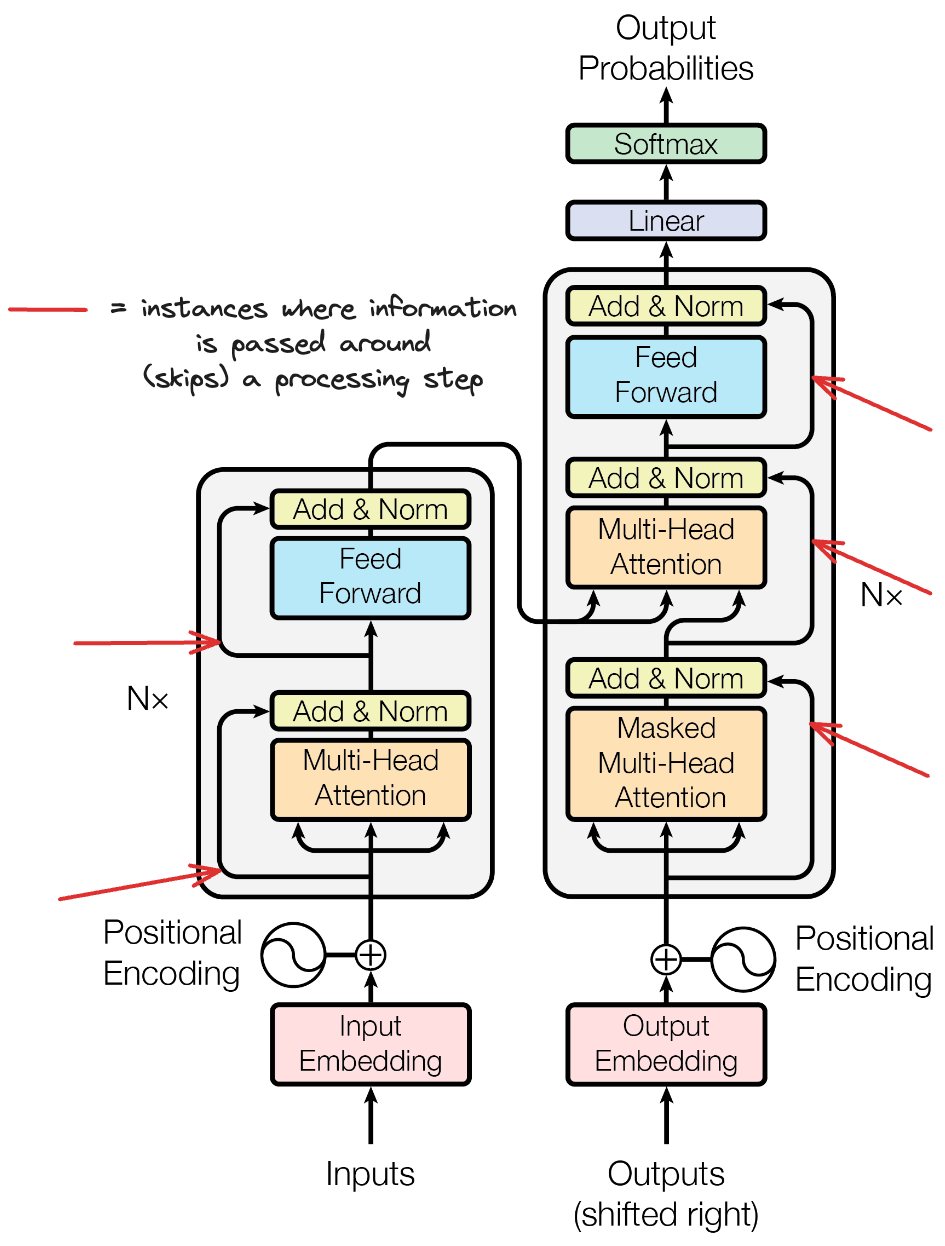 Output
Probabilities
Softmax
Linear
Add & Norm
Feed
Forward
Add & Norm
Multi-Head
Attention
Nx
Add & Norm
Masked
Multi-Head
Attention
= instances where information
is passed around
(skips) a processing step
Add & Norm
Feed
Forward
Nx
Add & Norm
Multi-Head
Attention
Positional
Encoding
Positional
Encoding
Input
Embedding
Output
Embedding
Inputs
Outputs
(shifted right)